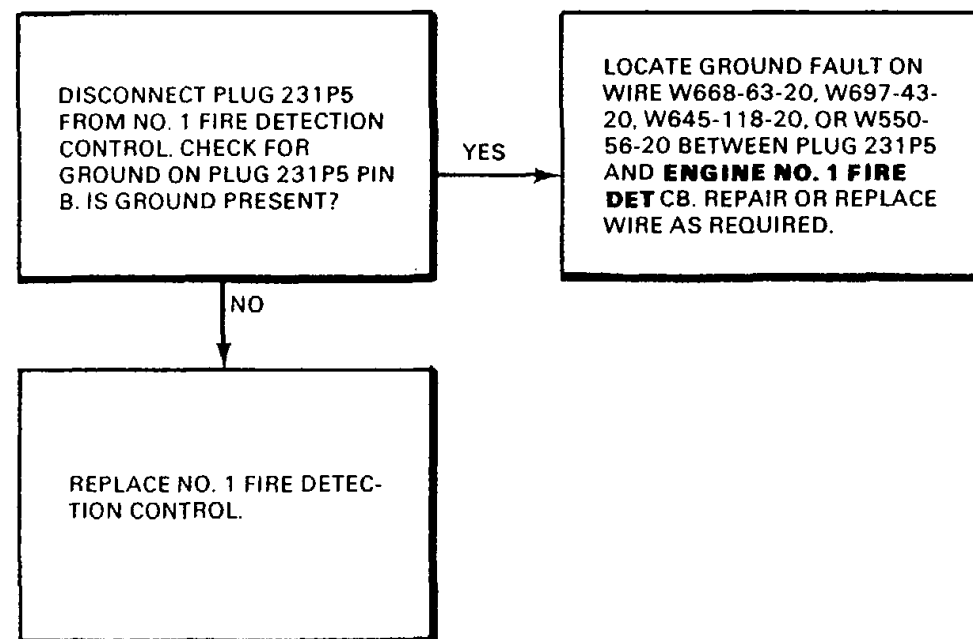 DISCONNECT PLUG 231P5
FROM NO. 1 FIRE DETECTION
CONTROL. CHECK FOR
GROUND ON PLUG 231P5 PIN
B. IS GROUND PRESENT?
YES
LOCATE GROUND FAULT ON
WIRE W668-63-20, W697-43-
20, W645-118-20, OR W550-
56-20 BETWEEN PLUG 231P5
AND ENGINE NO. 1 FIRE
DET CB. REPAIR OR REPLACE
WIRE AS REQUIRED.
NO
REPLACE NO. 1 FIRE DETEC-
TION CONTROL.